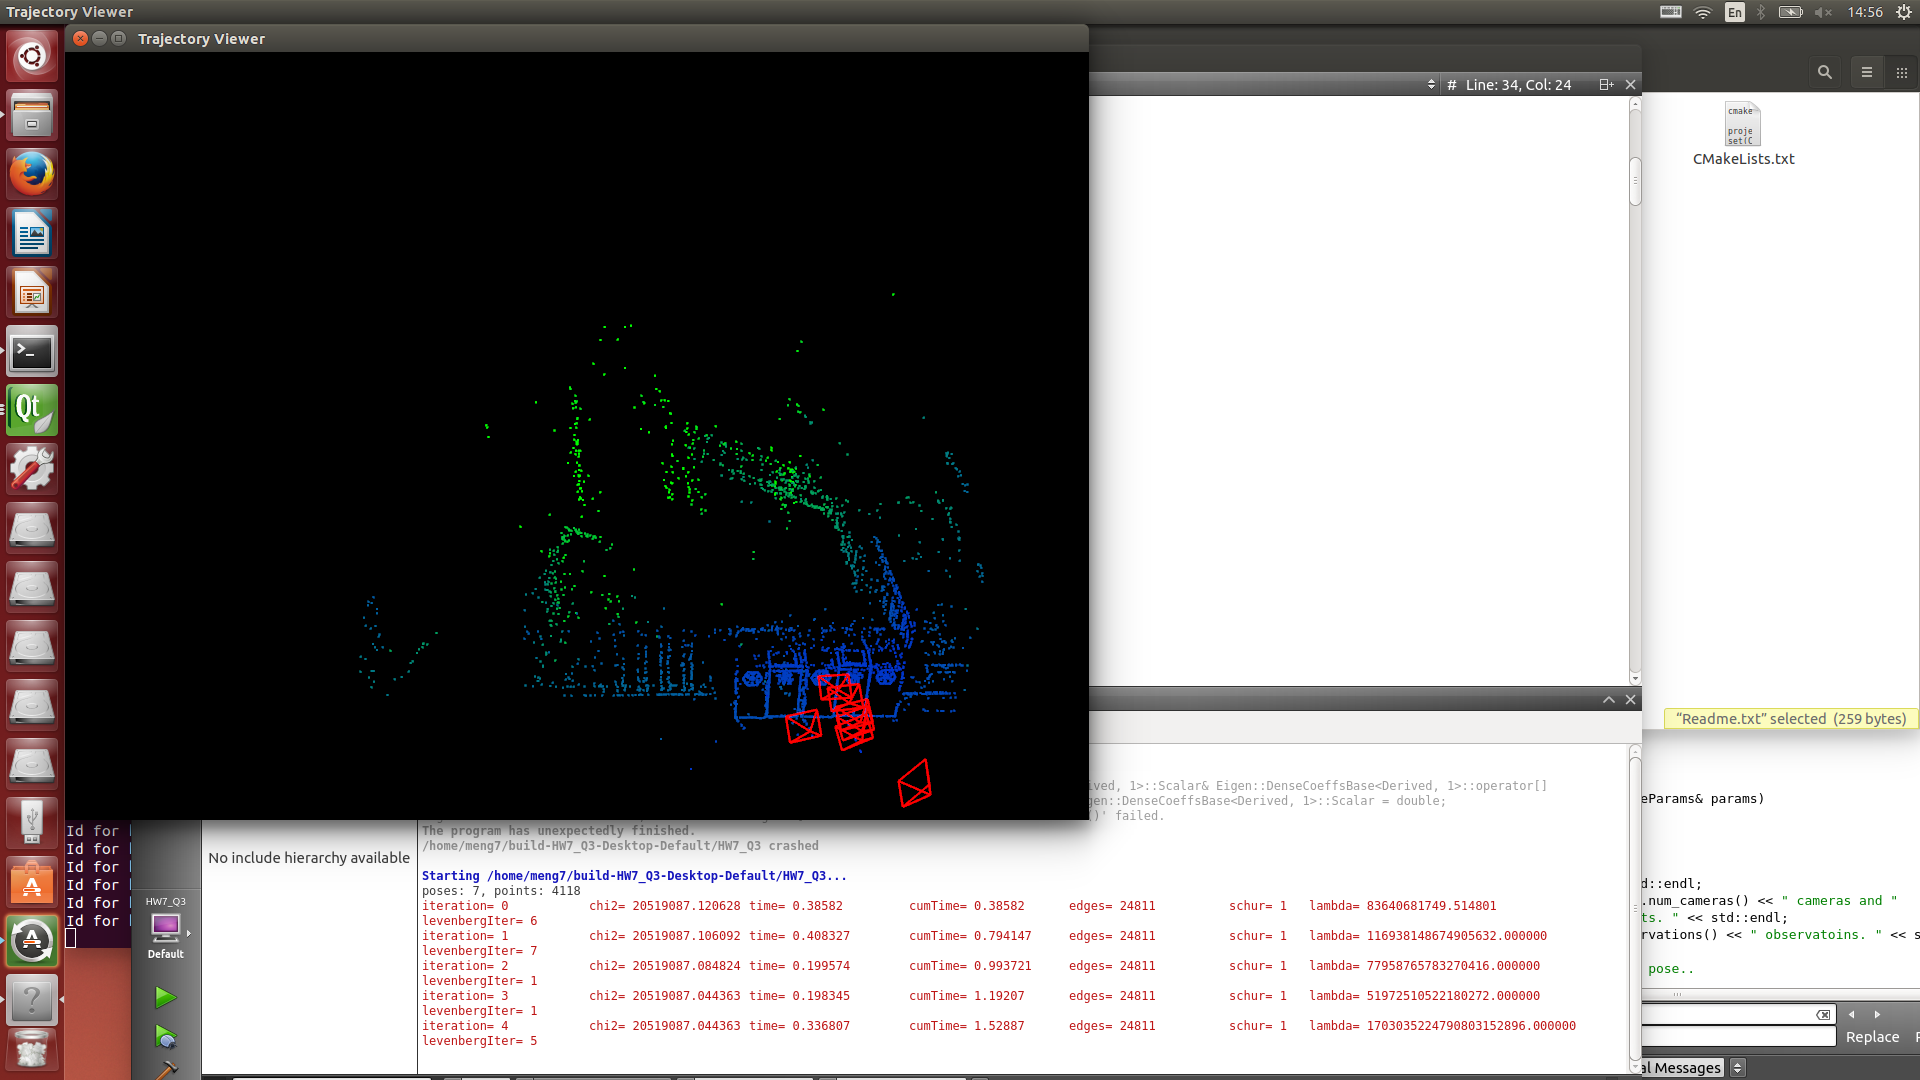 Trajectory Viewer
En
14:56
Trajectory Viewer
# Line: 34, Col: 24
cmake
proje
set(C
CMakeLists.txt
Qt
“Readme.txt” selected (259 bytes)
ived, 1>::Scalar& Eigen::DenseCoeffsBase<Derived, 1>::operator[]
gen::DenseCoeffsBase<Derived, 1>::Scalar = double;
)' failed.
The program has unexpectedly finished.
/home/meng7/build-HW7_Q3-Desktop-Default/HW7_Q3 crashed
Starting /home/meng7/build-HW7_Q3-Desktop-Default/HW7_Q3...
poses: 7, points: 4118
iteration= 0 chi2= 20519087.120628 time= 0.38582 cumTime= 0.38582 edges= 24811 schur= 1 lambda= 83640681749.514801
levenbergIter= 6
iteration= 1 chi2= 20519087.106092 time= 0.408327 cumTime= 0.794147 edges= 24811 schur= 1 lambda= 116938148674905632.000000
levenbergIter= 7
iteration= 2 chi2= 20519087.084824 time= 0.199574 cumTime= 0.993721 edges= 24811 schur= 1 lambda= 77958765783270416.000000
levenbergIter= 1
iteration= 3 chi2= 20519087.044363 time= 0.198345 cumTime= 1.19207 edges= 24811 schur= 1 lambda= 51972510522180272.000000
levenbergIter= 1
iteration= 4 chi2= 20519087.044363 time= 0.336807 cumTime= 1.52887 edges= 24811 schur= 1 lambda= 1703035224790803152896.000000
levenbergIter= 5
Id for
Id for
Id for
Id for
Id for
Id for
No include hierarchy available
HW7_Q3
Default
eParams& params)
d::endl;
.num_cameras() << " cameras and "
ts. " << std::endl;
rvations() << " observatoins. " << s
pose..
Replace
al Messages